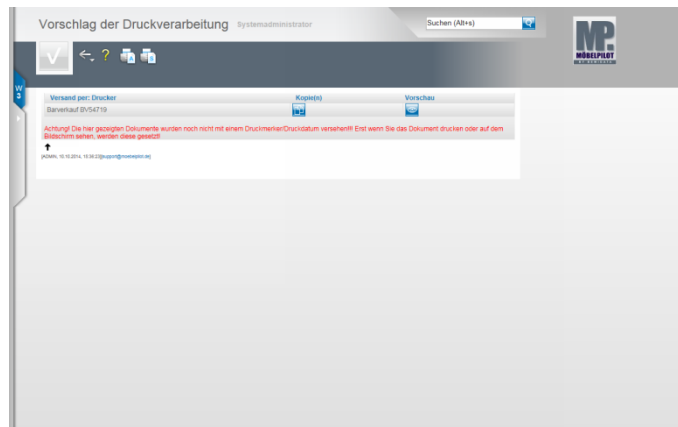 Vorschlag der Druckverarbeitung Systemadministrator
Suchen (Alt+s)
MP
MÖBELPILOT
?
A
S
W
3
Versand per: Drucker Kopie(n) Vorschau
Barverkauf BV54719
Achtung! Die hier gezeigten Dokumente wurden noch nicht mit einem Druckmerker/Druckdatum versehen!!! Erst wenn Sie das Dokument drucken oder auf dem
Bildschirm sehen, werden diese gesetzt!